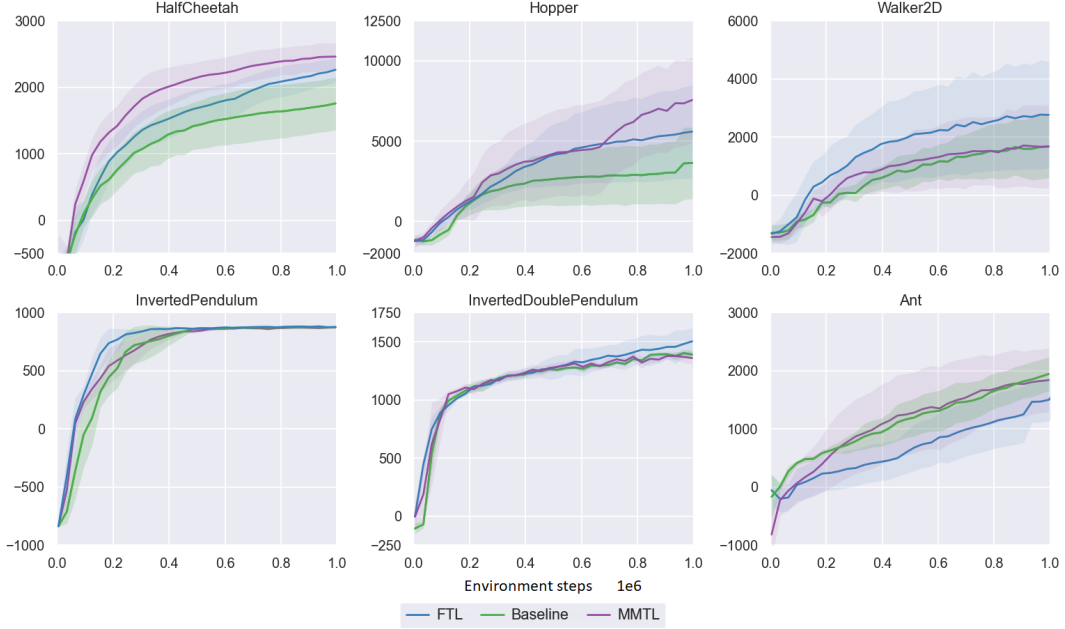 HalfCheetah
Hopper
Walker2D
3000
2000
1000
0
−500
0.0 0.2 0.4 0.6 0.8 1.0
12500
10000
5000
0
−2000
0.0 0.2 0.4 0.6 0.8 1.0
6000
4000
2000
0
−2000
0.0 0.2 0.4 0.6 0.8 1.0
InvertedPendulum
InvertedDoublePendulum
Ant
1000
500
0
−500
−1000
0.0 0.2 0.4 0.6 0.8 1.0
1750
1500
1000
500
0
−250
0.0 0.2 0.4 0.6 0.8 1.0
3000
2000
1000
0
−1000
0.0 0.2 0.4 0.6 0.8 1.0
Environment steps 1e6
FTL Baseline MMTL